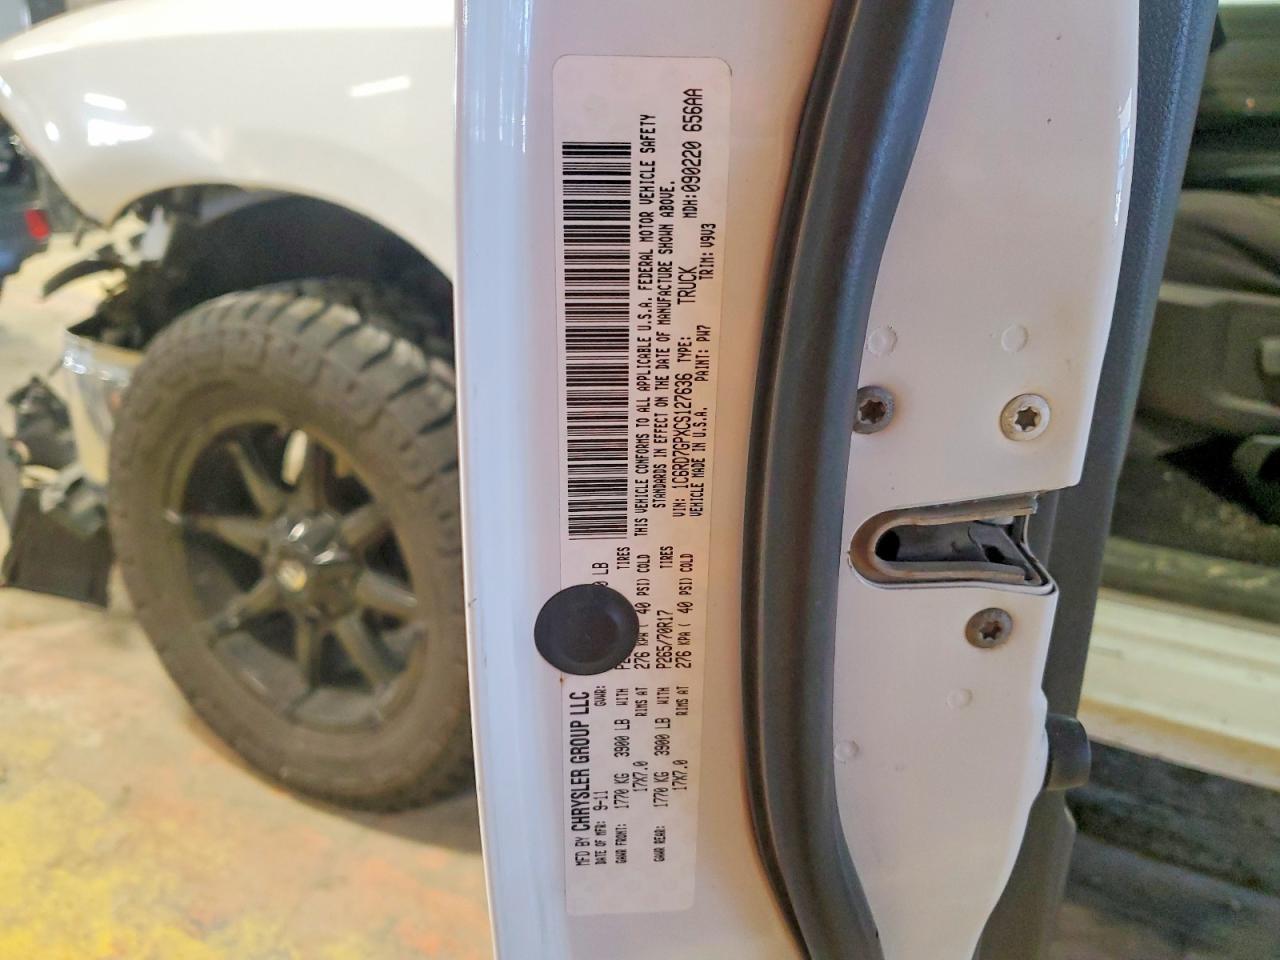 MFD BY CHRYSLER GROUP LLC
DATE OF MFR: 9-11 GVWR: LB
GAWR FRONT: 1770 KG 3900 LB WITH TIRES
17X7.0 RIMS AT 276 KPA ( 40 PSI) COLD
GAWR REAR: 1770 KG 3900 LB WITH P265/70R17 TIRES
17X7.0 RIMS AT 276 KPA ( 40 PSI) COLD
THIS VEHICLE CONFORMS TO ALL APPLICABLE U.S.A. FEDERAL MOTOR VEHICLE SAFETY
STANDARDS IN EFFECT ON THE DATE OF MANUFACTURE SHOWN ABOVE.
VIN: 1C6RD7GPXCS127636 TYPE: TRUCK MDH:090220 656AA
VEHICLE MADE IN U.S.A. PAINT: PW7 TRIM: V9V3